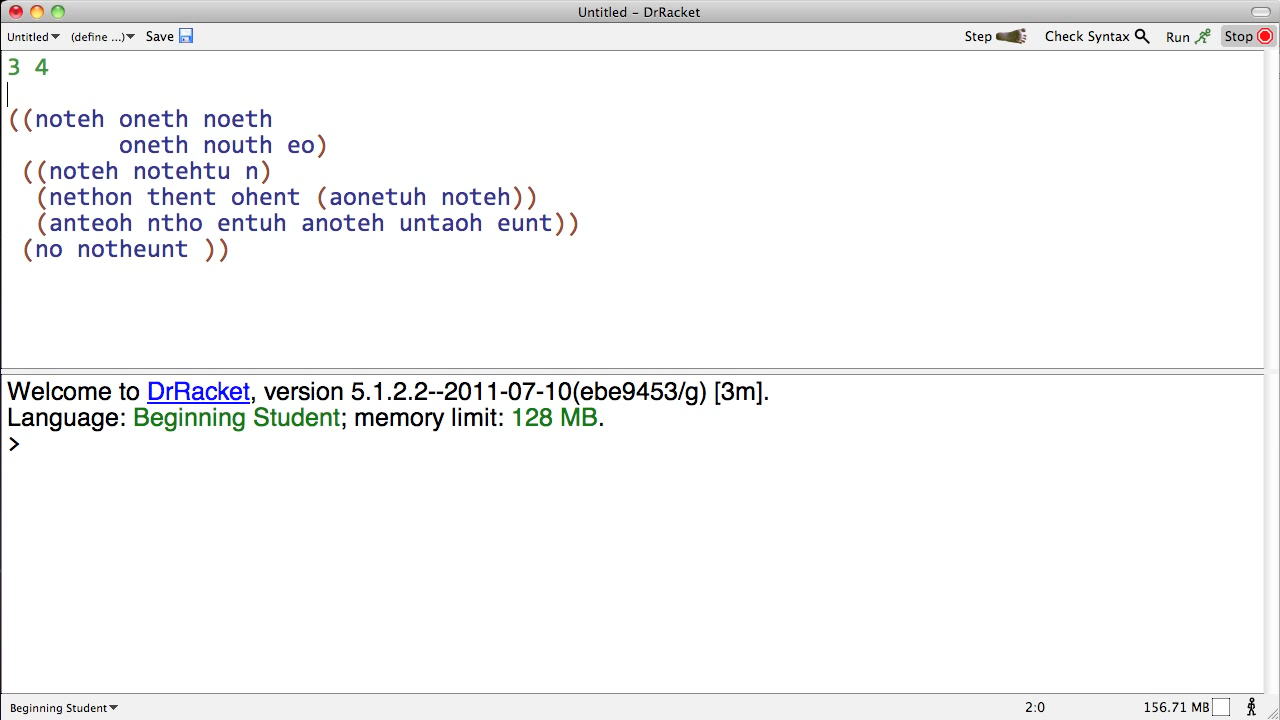 Untitled - DrRacket
Untitled (define ...) Save Step Check Syntax Run Stop
3 4
((noteh oneth noeth
oneth nouth eo)
((noteh notehtu n)
(nethon thent ohent (aonetuh noteh))
(anteoh ntho entuh anoteh untaoh eunt))
(no notheunt ))
Welcome to DrRacket, version 5.1.2.2--2011-07-10(ebe9453/g) [3m].
Language: Beginning Student; memory limit: 128 MB.
>
Beginning Student 2:0 156.71 MB